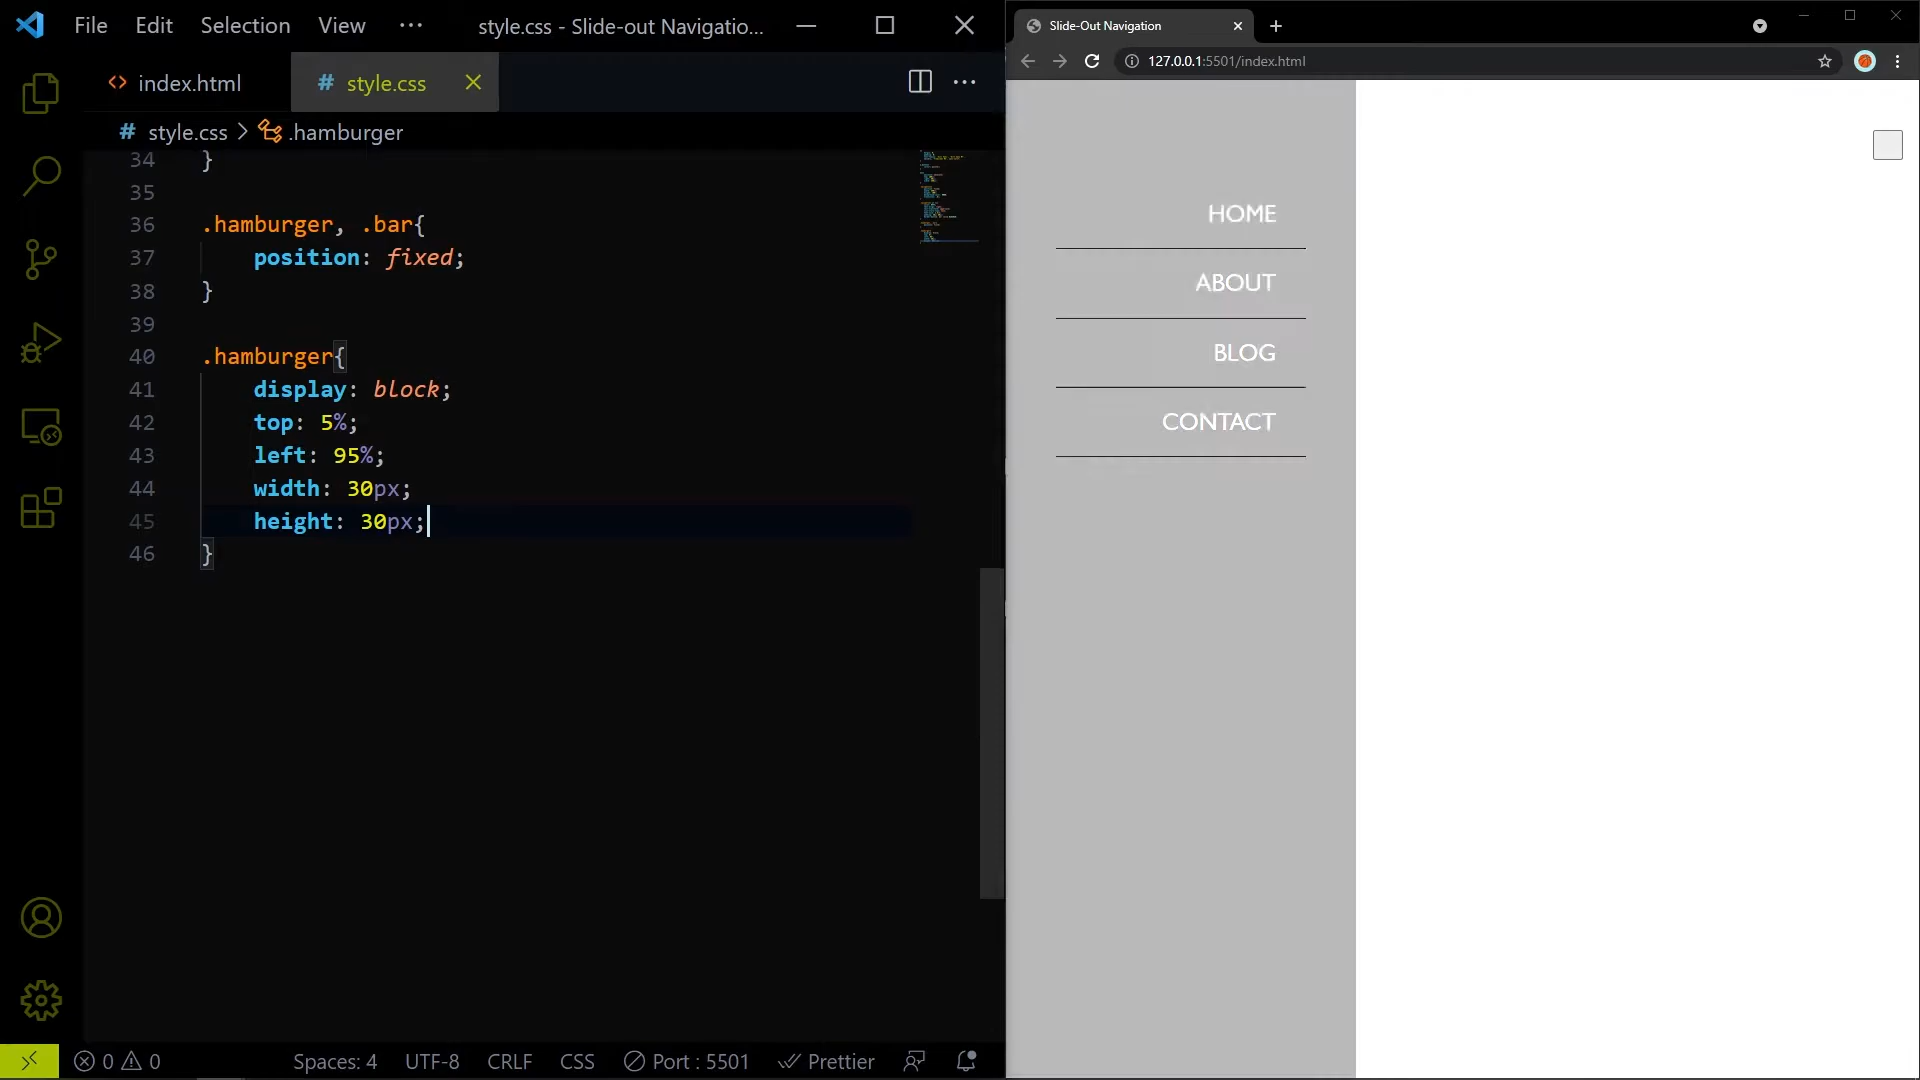 File Edit Selection View ··· style.css - Slide-out Navigatio...
index.html # style.css
# style.css > .hamburger
34 }
35
36 .hamburger, .bar{
37 position: fixed;
38 }
39
40 .hamburger{
41 display: block;
42 top: 5%;
43 left: 95%;
44 width: 30px;
45 height: 30px;
46 }
0 0 Spaces: 4 UTF-8 CRLF CSS Port : 5501 Prettier
Slide-Out Navigation
127.0.0.1:5501/index.html
HOME
ABOUT
BLOG
CONTACT